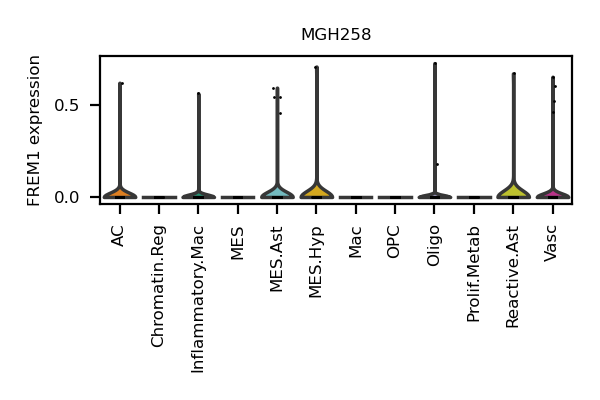 MGH258
FREM1 expression
0.5
0.0
AC
Chromatin.Reg
Inflammatory.Mac
MES
MES.Ast
MES.Hyp
Mac
OPC
Oligo
Prolif.Metab
Reactive.Ast
Vasc